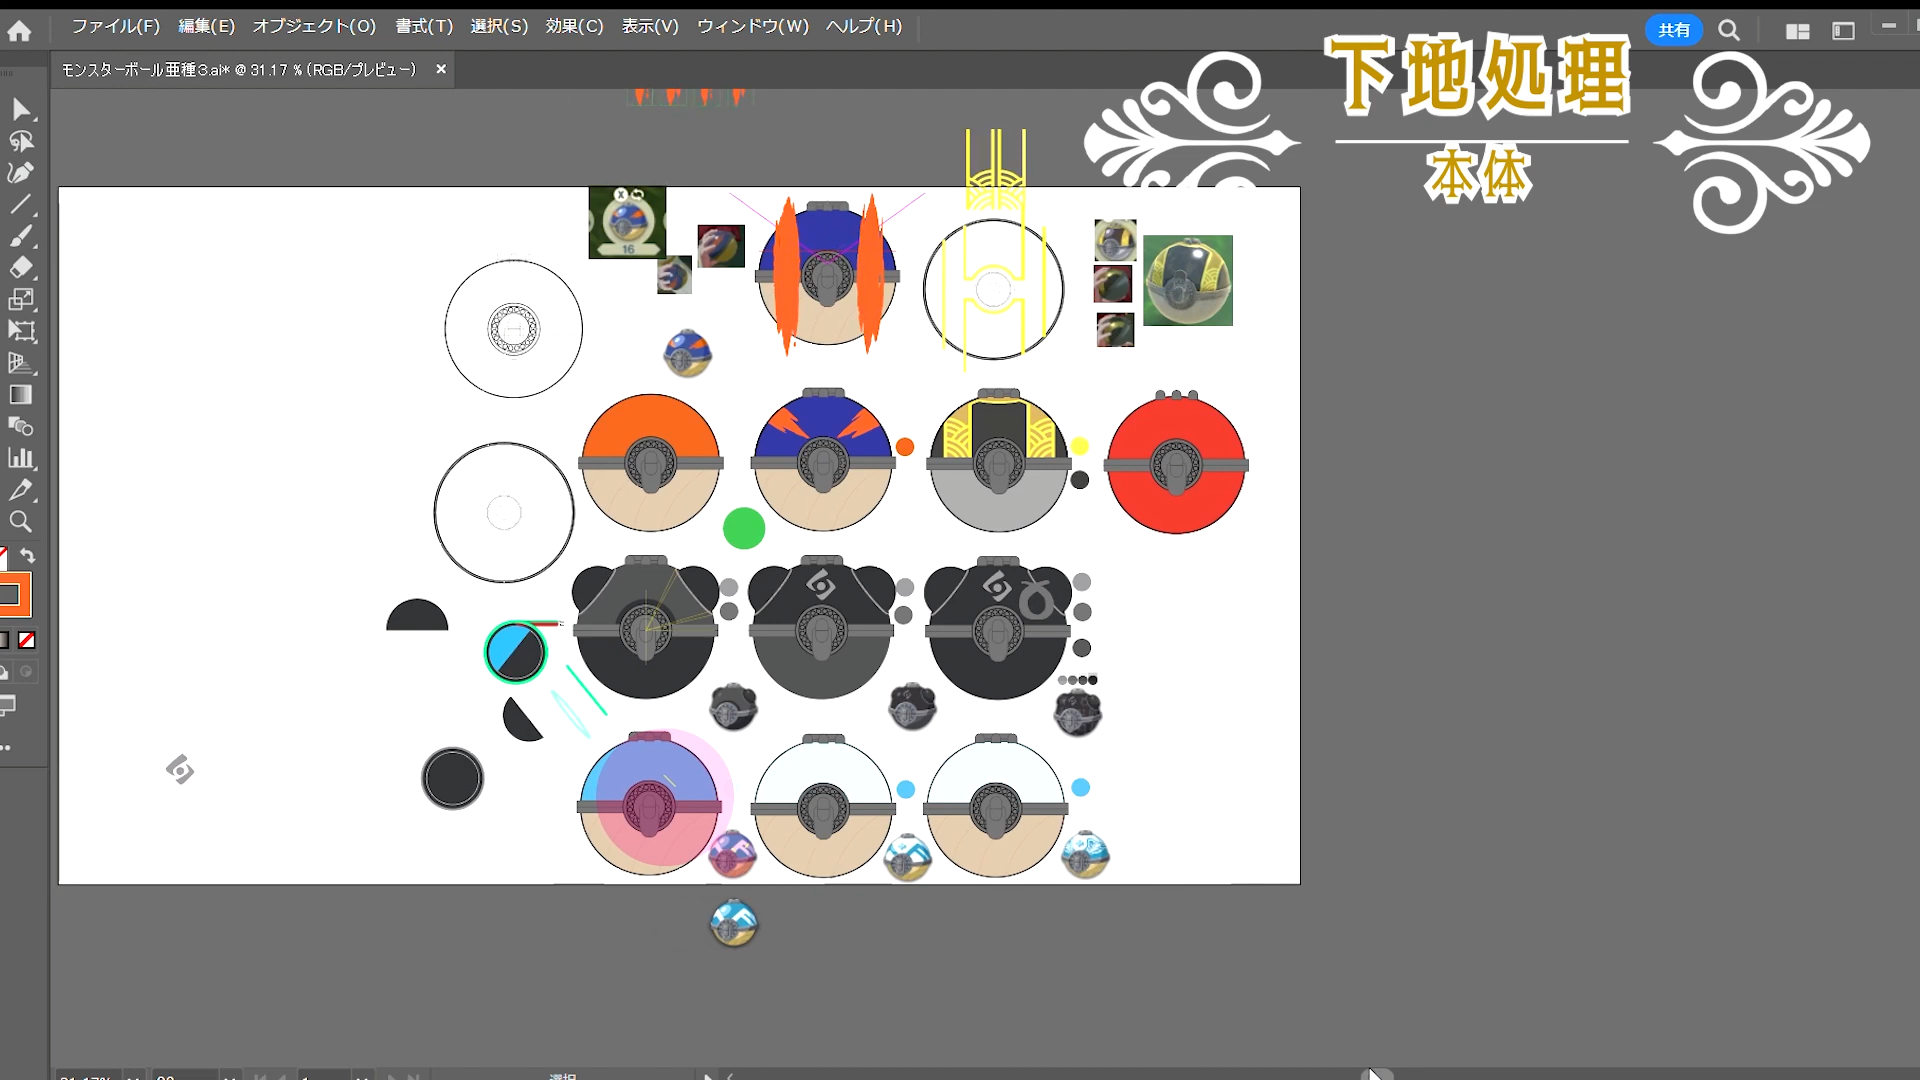 ファイル(F) 編集(E) オブジェクト(O) 書式(T) 選択(S) 効果(C) 表示(V) ウィンドウ(W) ヘルプ(H)
共有
モンスターボール亜種3.ai* @ 31.17 % (RGB/プレビュー) ×
下地処理
本体
X
16
選択